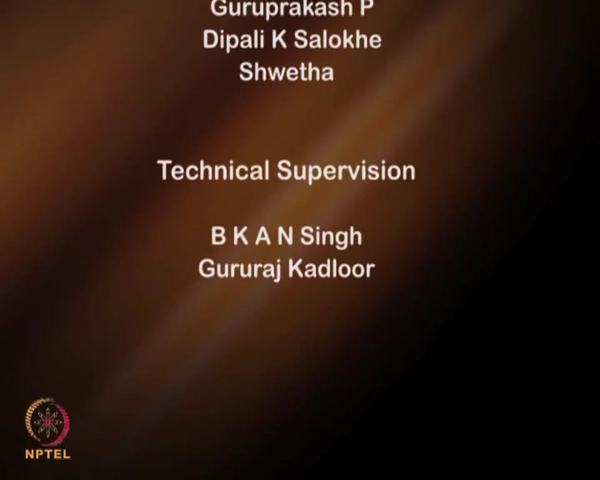 Guruprakash P
Dipali K Salokhe
Shwetha
Technical Supervision
B K A N Singh
Gururaj Kadloor
NPTEL